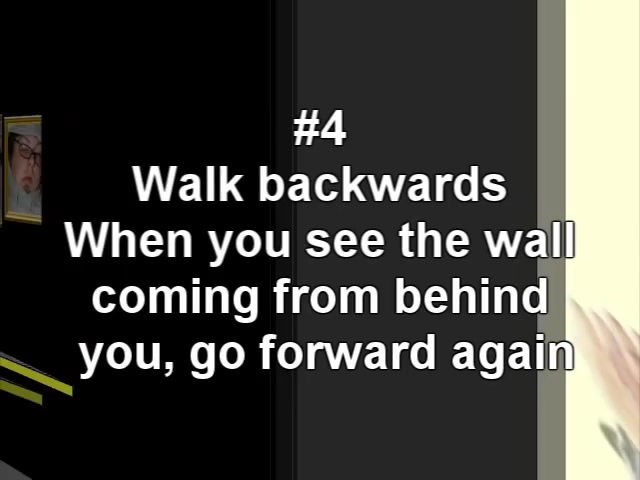 #4
Walk backwards
When you see the wall
coming from behind
you, go forward again